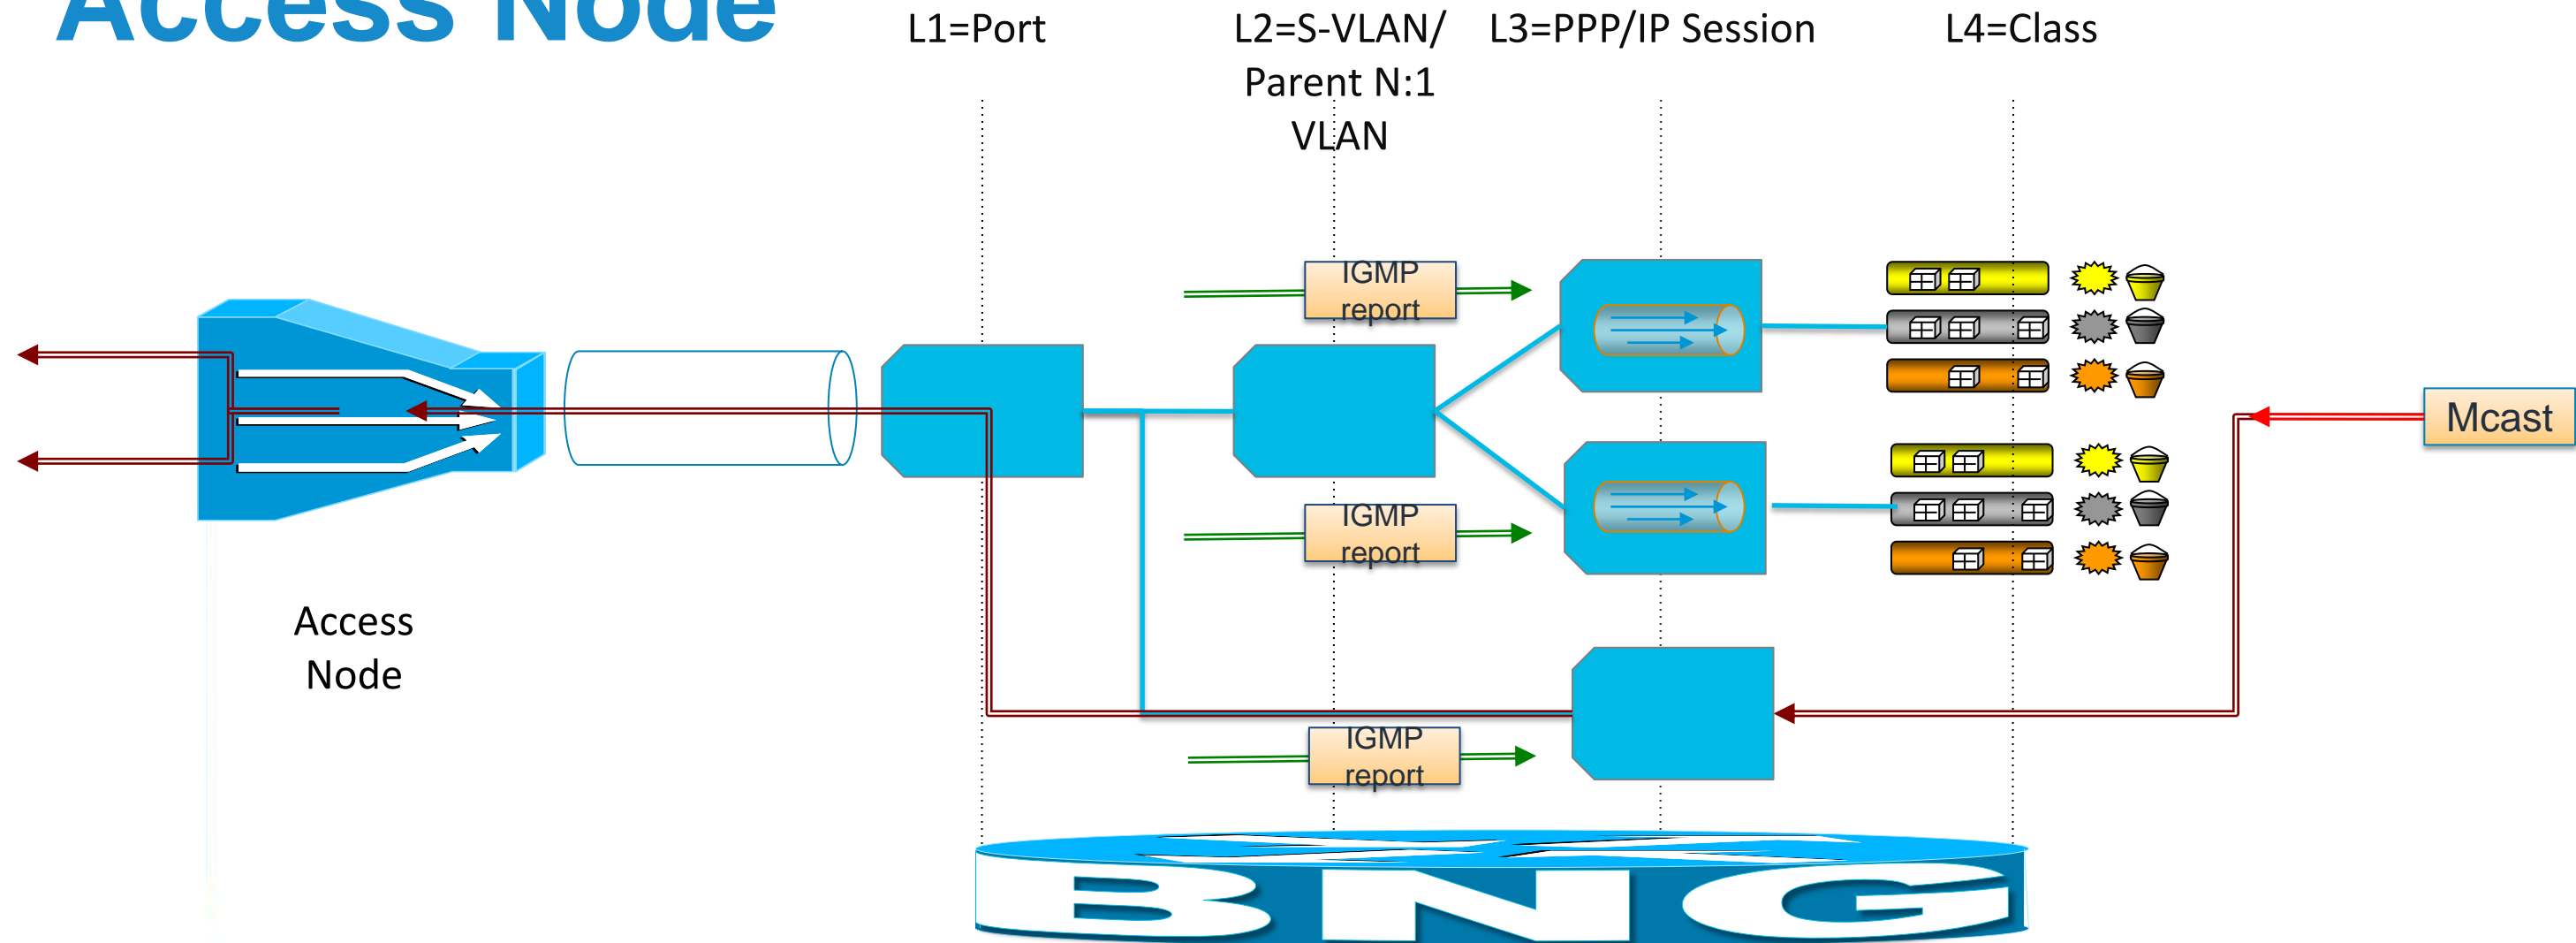 Access Node
L1=Port
L2=S-VLAN/
Parent N:1
VLAN
L3=PPP/IP Session
L4=Class
IGMP
report
IGMP
report
IGMP
report
Mcast
Access
Node
BNG